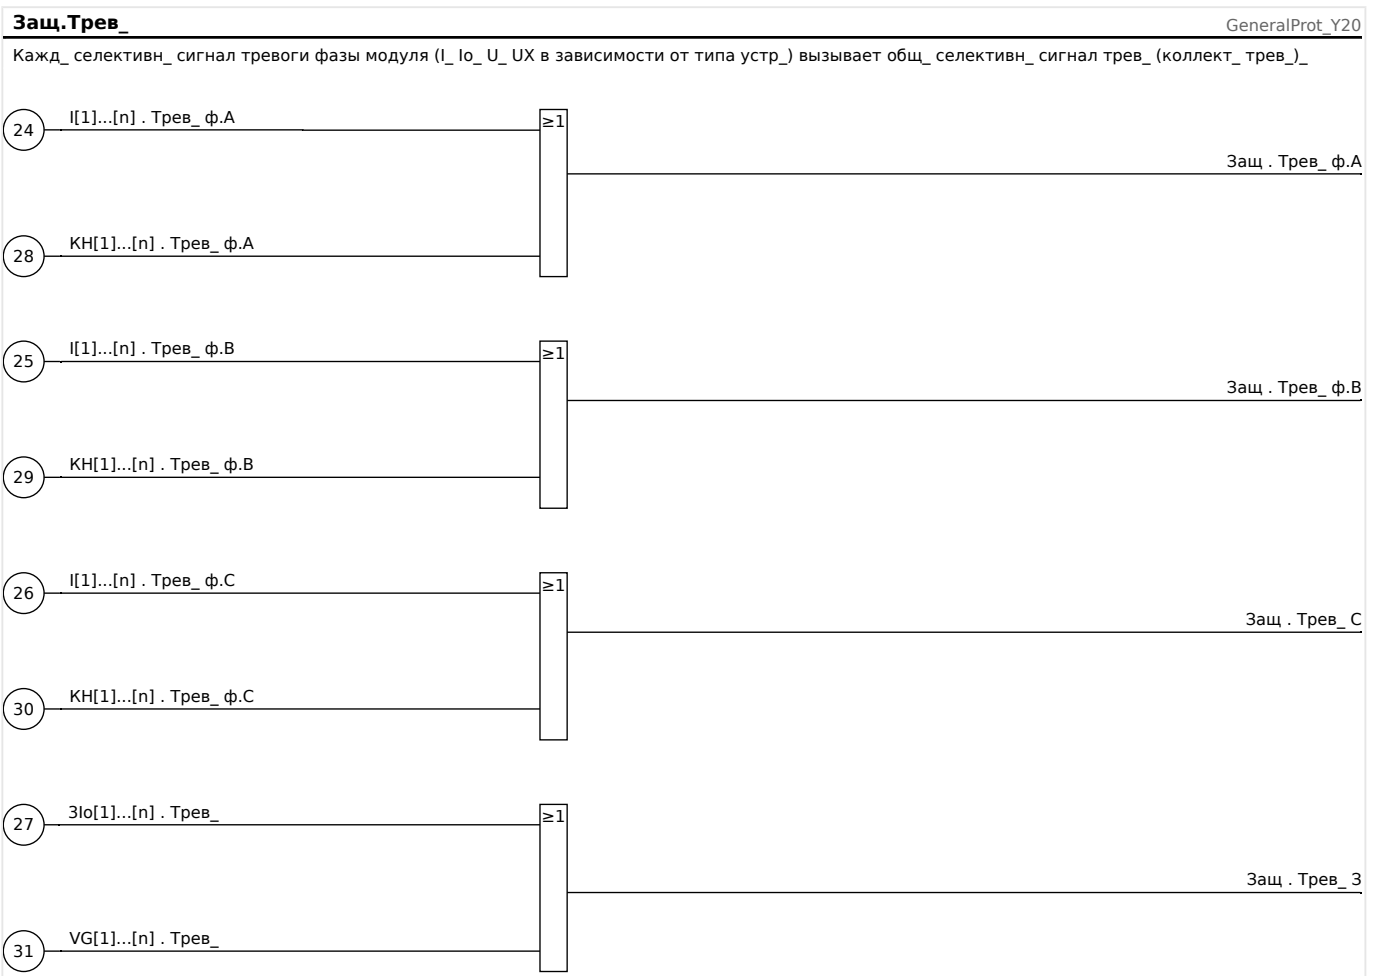 Защ.Трев_
GeneralProt_Y20
Кажд_ селективн_ сигнал тревоги фазы модуля (I_ Io_ U_ UX в зависимости от типа устр_) вызывает общ_ селективн_ сигнал трев_ (коллект_ трев_)_
24
I[1]...[n] . Трев_ ф.A
≥1
Защ . Трев_ ф.A
28
КН[1]...[n] . Трев_ ф.A
25
I[1]...[n] . Трев_ ф.B
≥1
Защ . Трев_ ф.B
29
КН[1]...[n] . Трев_ ф.B
26
I[1]...[n] . Трев_ ф.C
≥1
Защ . Трев_ C
30
КН[1]...[n] . Трев_ ф.C
27
3Io[1]...[n] . Трев_
≥1
Защ . Трев_ З
31
VG[1]...[n] . Трев_